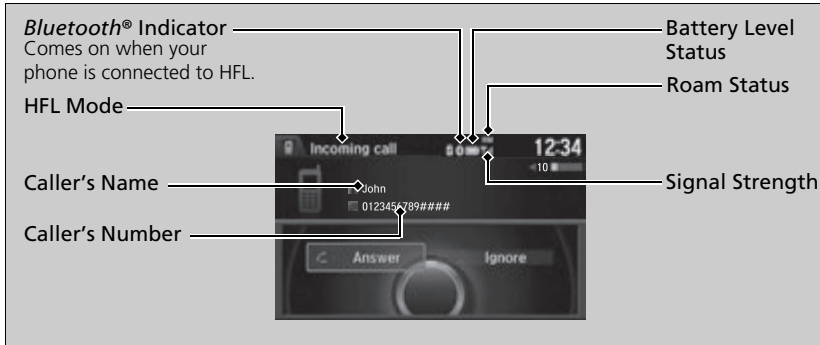 Bluetooth® Indicator
Comes on when your
phone is connected to HFL.
HFL Mode
Caller's Name
Caller's Number
Battery Level
Status
Roam Status
Signal Strength
Incoming call
12:34
10
John
0123456789####
Answer
Ignore